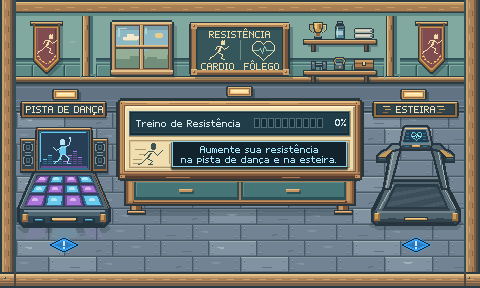 RESISTÊNCIA
CARDIO FÔLEGO
PISTA DE DANÇA
ESTEIRA
Treino de Resistência 0%
Aumente sua resistência
na pista de dança e na esteira.
!
!